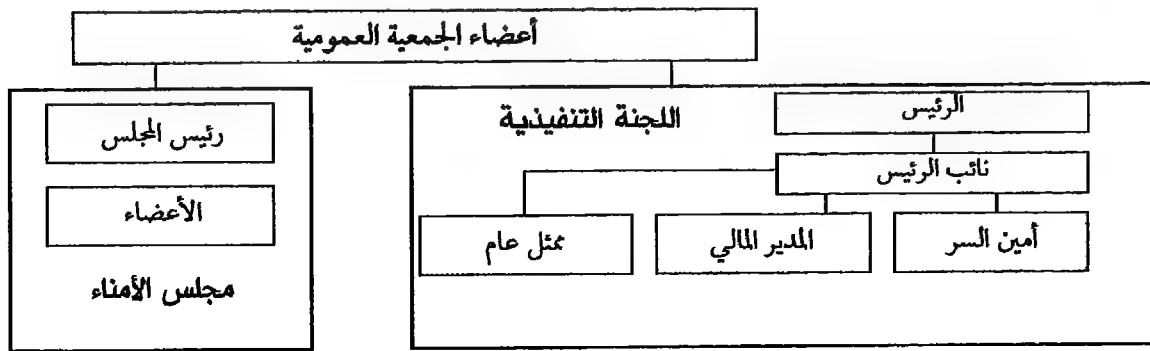 أعضاء الجمعية العمومية
اللجنة التنفيذية
الرئيس
نائب الرئيس
أمين السر
المدير المالي
ممثل عام
رئيس المجلس
الأعضاء
مجلس الأمناء